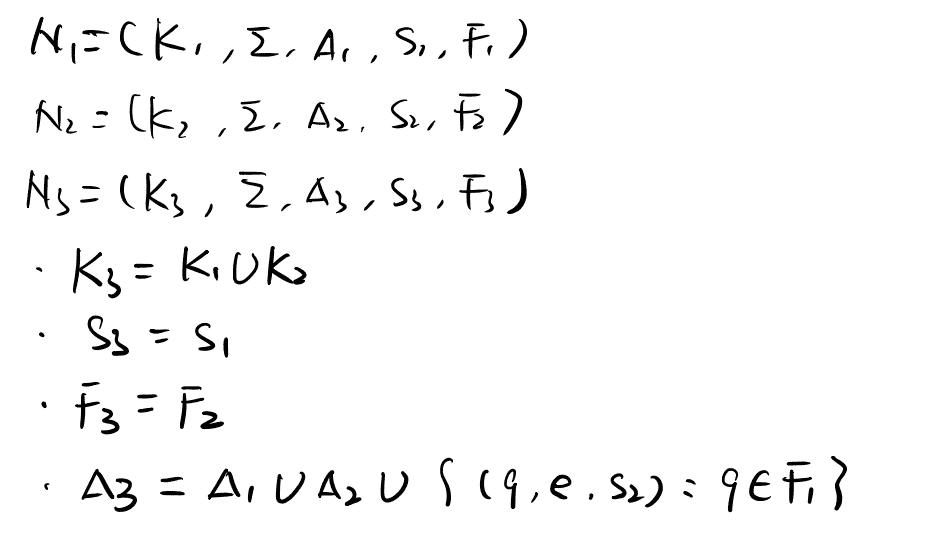 N₁=(K₁, Σ, Δ₁, S₁, F₁)
N₂=(K₂, Σ, Δ₂, S₂, F₂)
N₃=(K₃, Σ, Δ₃, S₃, F₃)
· K₃ = K₁∪K₂
· S₃ = S₁
· F₃ = F₂
· Δ₃ = Δ₁∪Δ₂∪{(q, e, S₂) : q∈F₁}